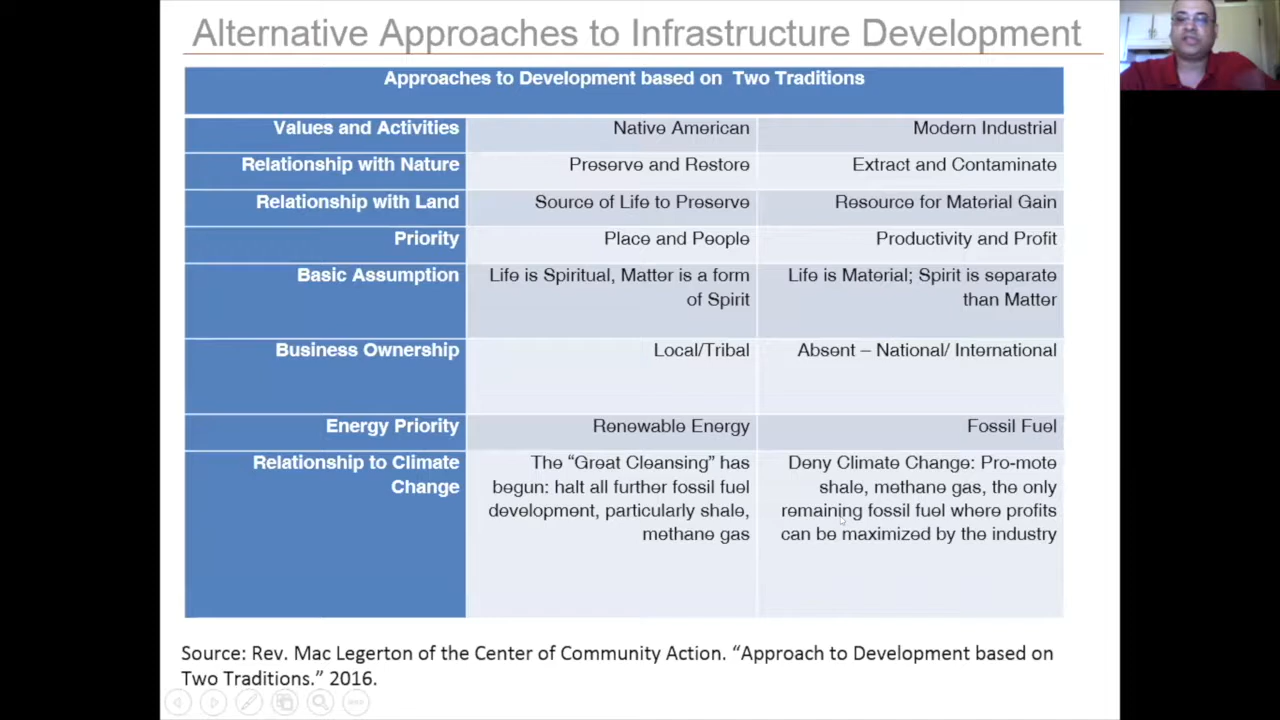 Alternative Approaches to Infrastructure Development
Approaches to Development based on Two Traditions
Values and Activities Native American Modern Industrial
Relationship with Nature Preserve and Restore Extract and Contaminate
Relationship with Land Source of Life to Preserve Resource for Material Gain
Priority Place and People Productivity and Profit
Basic Assumption Life is Spiritual, Matter is a form Life is Material; Spirit is separate
of Spirit than Matter
Business Ownership Local/Tribal Absent – National/ International
Energy Priority Renewable Energy Fossil Fuel
Relationship to Climate The “Great Cleansing” has Deny Climate Change: Pro-mote
Change begun: halt all further fossil fuel shale, methane gas, the only
development, particularly shale, remaining fossil fuel where profits
methane gas can be maximized by the industry
Source: Rev. Mac Legerton of the Center of Community Action. “Approach to Development based on
Two Traditions.” 2016.